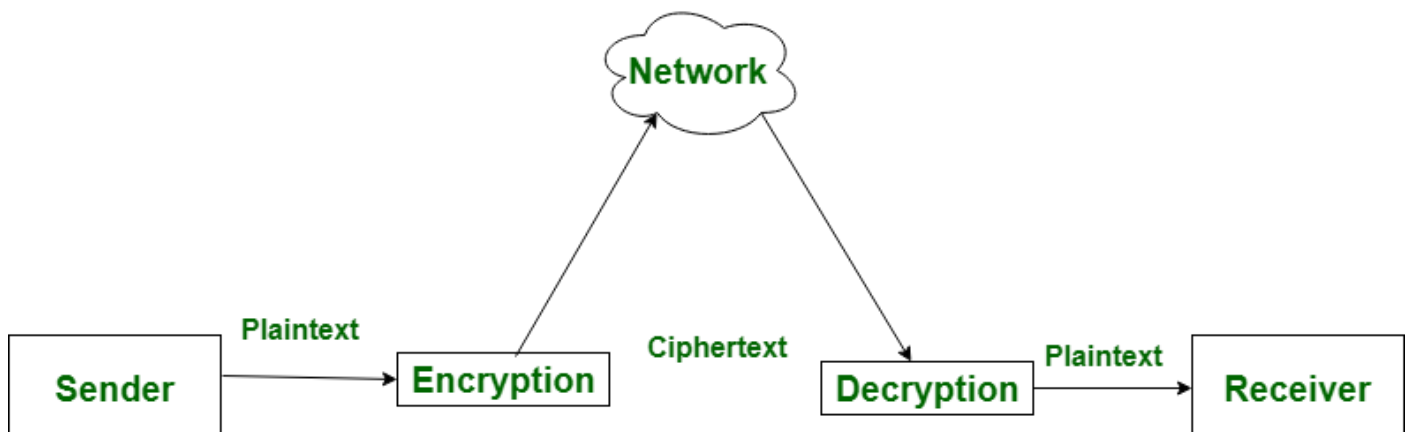 Network
Plaintext
Ciphertext
Plaintext
Sender
Encryption
Decryption
Receiver